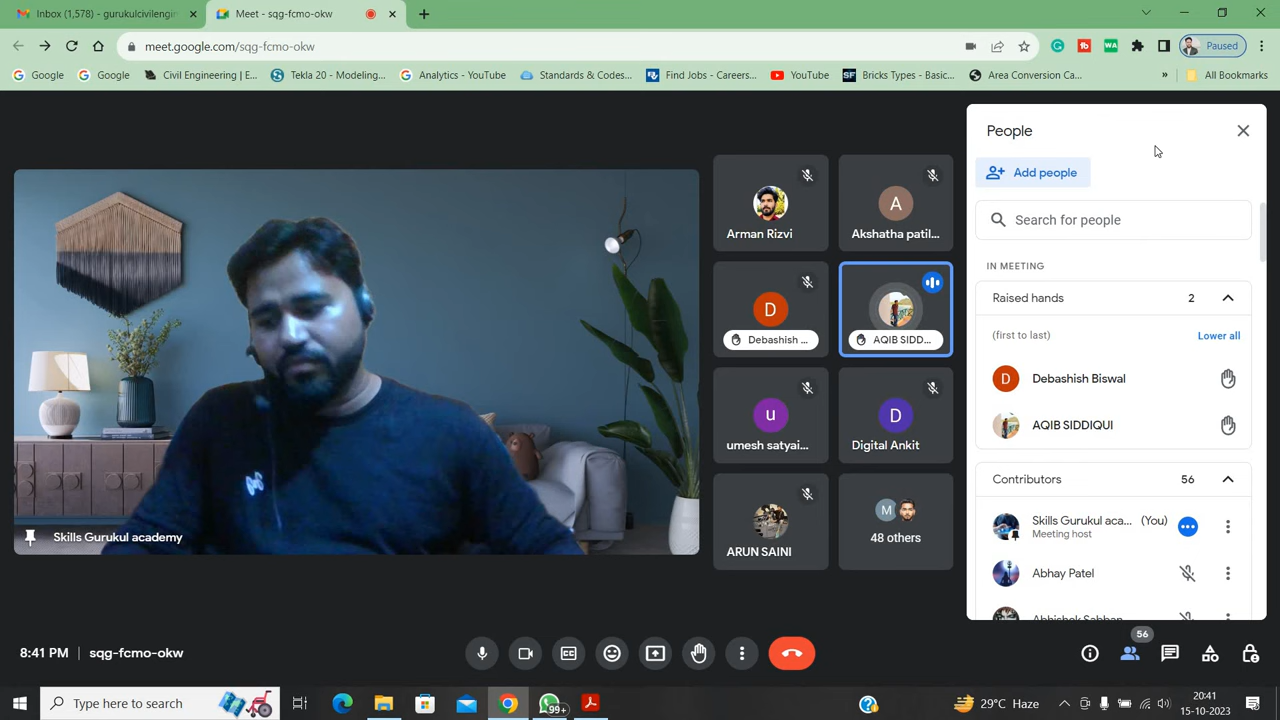 Inbox (1,578) - gurukulcivilengin
Meet - sqg-fcmo-okw
meet.google.com/sqg-fcmo-okw
Paused
Google
Google
Civil Engineering | E...
Tekla 20 - Modeling...
Analytics - YouTube
Standards & Codes...
Find Jobs - Careers...
YouTube
SF
Bricks Types - Basic...
Area Conversion Ca...
»
All Bookmarks
Skills Gurukul academy
Arman Rizvi
A
Akshatha patil...
D
Debashish ...
AQIB SIDD...
u
umesh satyai...
D
Digital Ankit
ARUN SAINI
M
48 others
People
Add people
Search for people
IN MEETING
Raised hands 2
(first to last) Lower all
D Debashish Biswal
AQIB SIDDIQUI
Contributors 56
Skills Gurukul aca... (You)
Meeting host
Abhay Patel
8:41 PM | sqg-fcmo-okw
56
Type here to search
99+
29°C Haze
20:41
15-10-2023